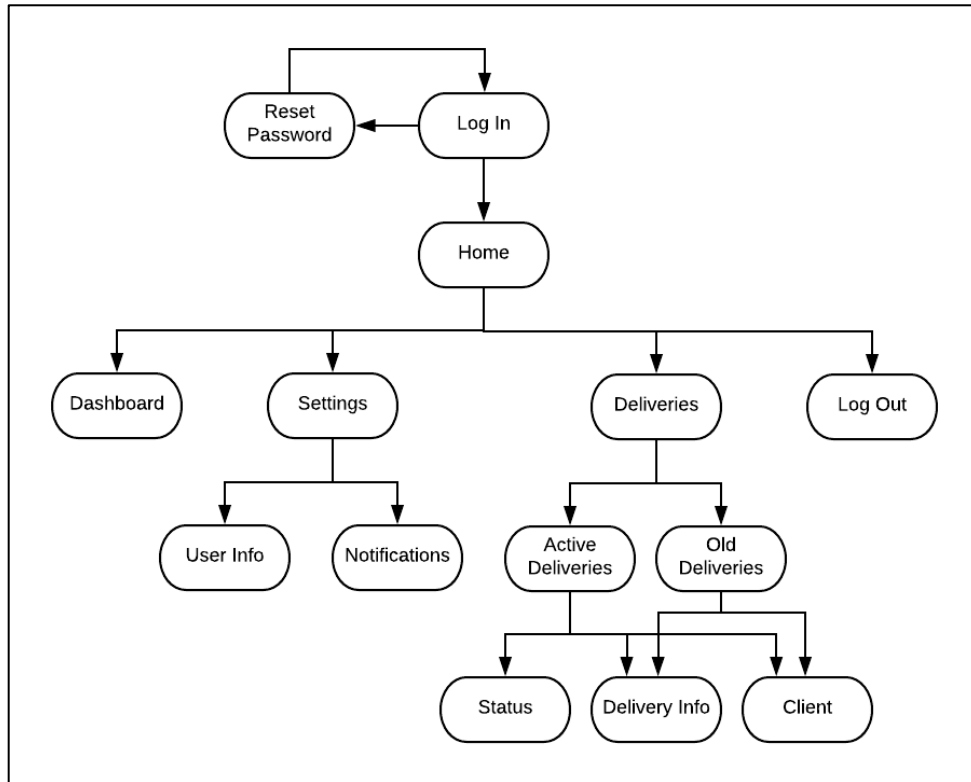 Reset
Password
Log In
Home
Dashboard
Settings
Deliveries
Log Out
User Info
Notifications
Active
Deliveries
Old
Deliveries
Status
Delivery Info
Client